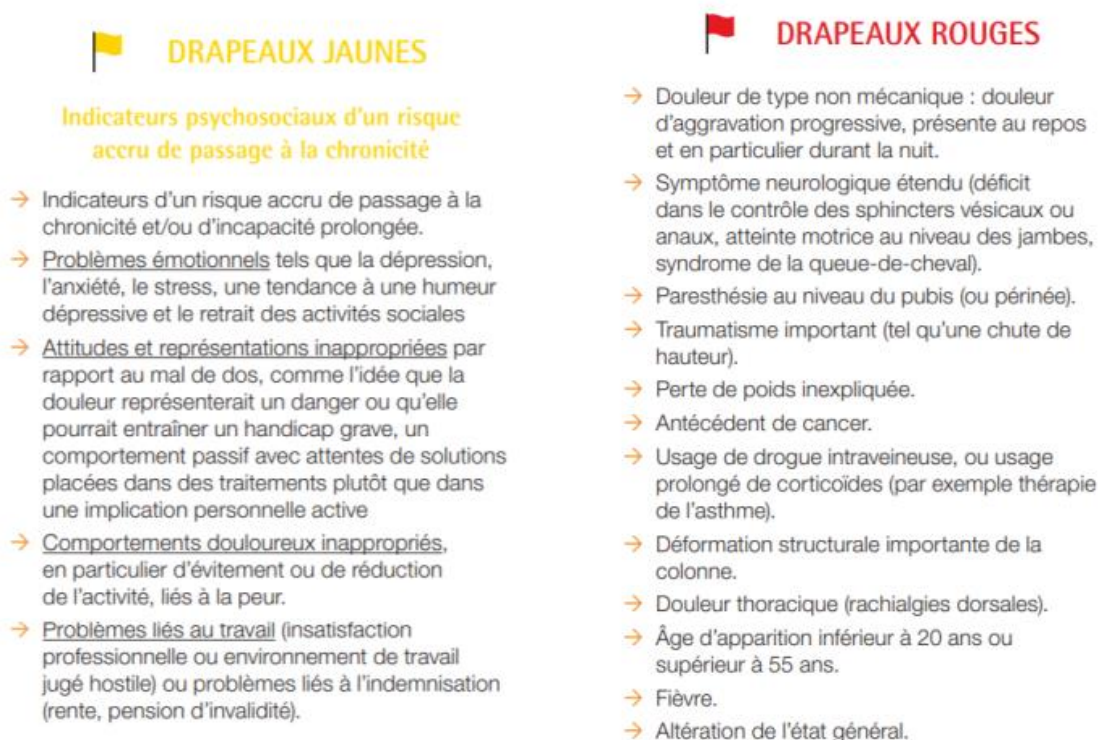 DRAPEAUX JAUNES
Indicateurs psychosociaux d'un risque
accru de passage à la chronicité
→ Indicateurs d'un risque accru de passage à la
chronicité et/ou d'incapacité prolongée.
→ Problèmes émotionnels tels que la dépression,
l'anxiété, le stress, une tendance à une humeur
dépressive et le retrait des activités sociales
→ Attitudes et représentations inappropriées par
rapport au mal de dos, comme l'idée que la
douleur représenterait un danger ou qu'elle
pourrait entraîner un handicap grave, un
comportement passif avec attentes de solutions
placées dans des traitements plutôt que dans
une implication personnelle active
→ Comportements douloureux inappropriés,
en particulier d'évitement ou de réduction
de l'activité, liés à la peur.
→ Problèmes liés au travail (insatisfaction
professionnelle ou environnement de travail
jugé hostile) ou problèmes liés à l'indemnisation
(rente, pension d'invalidité).
DRAPEAUX ROUGES
→ Douleur de type non mécanique : douleur
d'aggravation progressive, présente au repos
et en particulier durant la nuit.
→ Symptôme neurologique étendu (déficit
dans le contrôle des sphincters vésicaux ou
anaux, atteinte motrice au niveau des jambes,
syndrome de la queue-de-cheval).
→ Paresthésie au niveau du pubis (ou périnée).
→ Traumatisme important (tel qu'une chute de
hauteur).
→ Perte de poids inexpliquée.
→ Antécédent de cancer.
→ Usage de drogue intraveineuse, ou usage
prolongé de corticoïdes (par exemple thérapie
de l'asthme).
→ Déformation structurale importante de la
colonne.
→ Douleur thoracique (rachialgies dorsales).
→ Âge d'apparition inférieur à 20 ans ou
supérieur à 55 ans.
→ Fièvre.
→ Altération de l'état général.